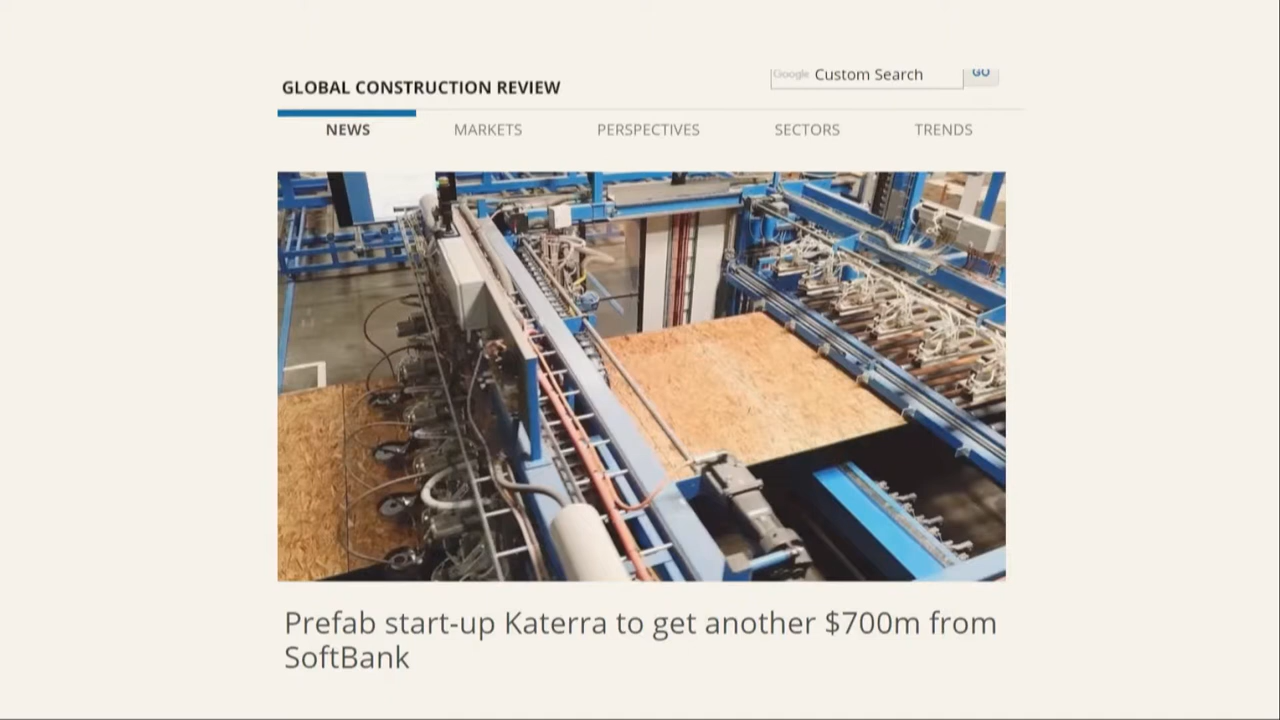 Google Custom Search GO
GLOBAL CONSTRUCTION REVIEW
NEWS MARKETS PERSPECTIVES SECTORS TRENDS
Prefab start-up Katerra to get another $700m from
SoftBank